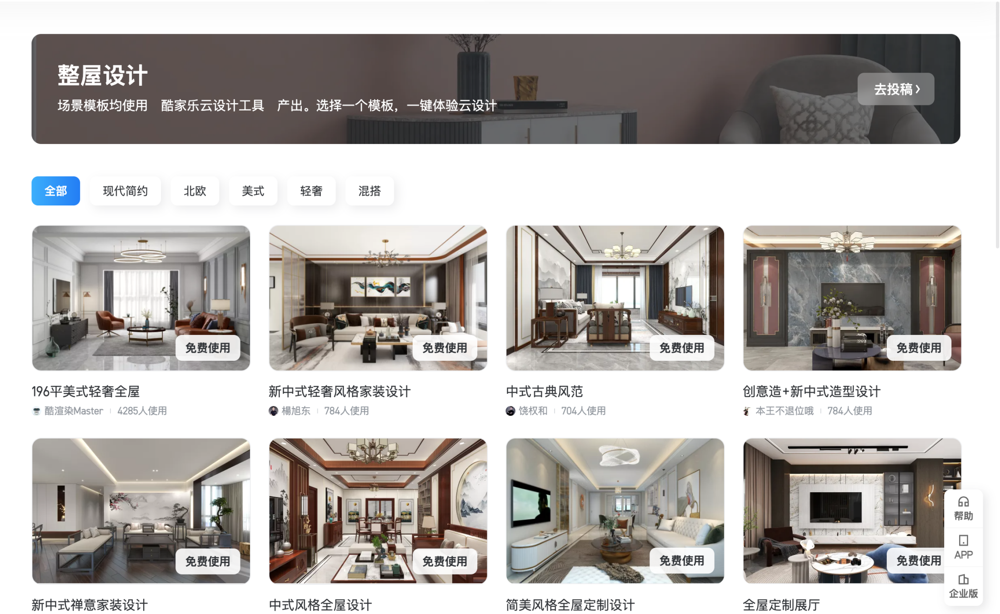 整屋设计
场景模板均使用 酷家乐云设计工具 产出。选择一个模板，一键体验云设计
去投稿 ›
全部
现代简约
北欧
美式
轻奢
混搭
免费使用
免费使用
免费使用
免费使用
196平美式轻奢全屋
新中式轻奢风格家装设计
中式古典风范
创意造+新中式造型设计
酷渲染Master 4285人使用
楊旭东 784人使用
饶权和 704人使用
本王不退位哦 784人使用
免费使用
免费使用
免费使用
免费使用
新中式禅意家装设计
中式风格全屋设计
简美风格全屋定制设计
全屋定制展厅
帮助
APP
企业版